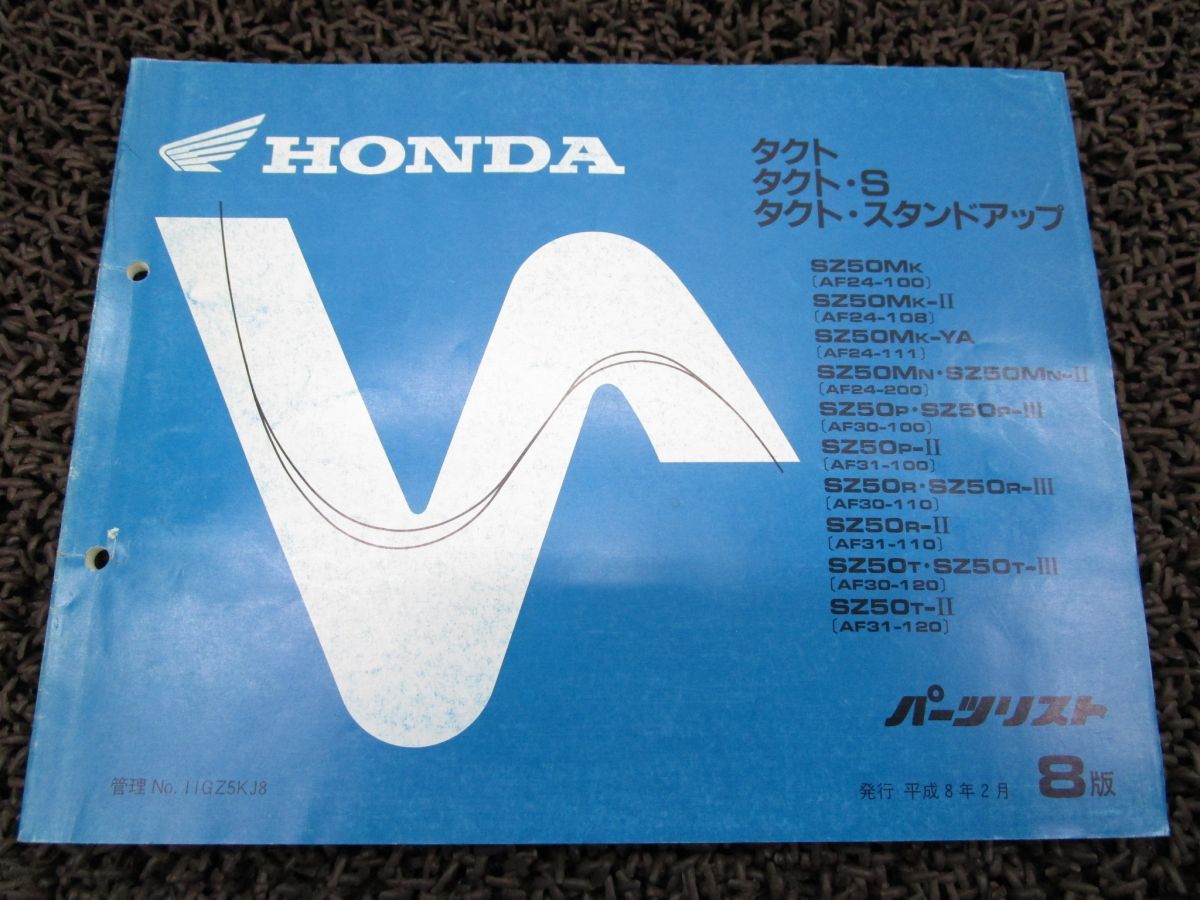 HONDA
タクト
タクト・S
タクト・スタンドアップ
SZ50MK
〔AF24-100〕
SZ50MK-II
〔AF24-108〕
SZ50MK-YA
〔AF24-111〕
SZ50MN・SZ50MN-II
〔AF24-200〕
SZ50P・SZ50P-III
〔AF30-100〕
SZ50P-II
〔AF31-100〕
SZ50R・SZ50R-III
〔AF30-110〕
SZ50R-II
〔AF31-110〕
SZ50T・SZ50T-III
〔AF30-120〕
SZ50T-II
〔AF31-120〕
パーツリスト
管理 No. 11GZ5KJ8
発行 平成8年2月 8版